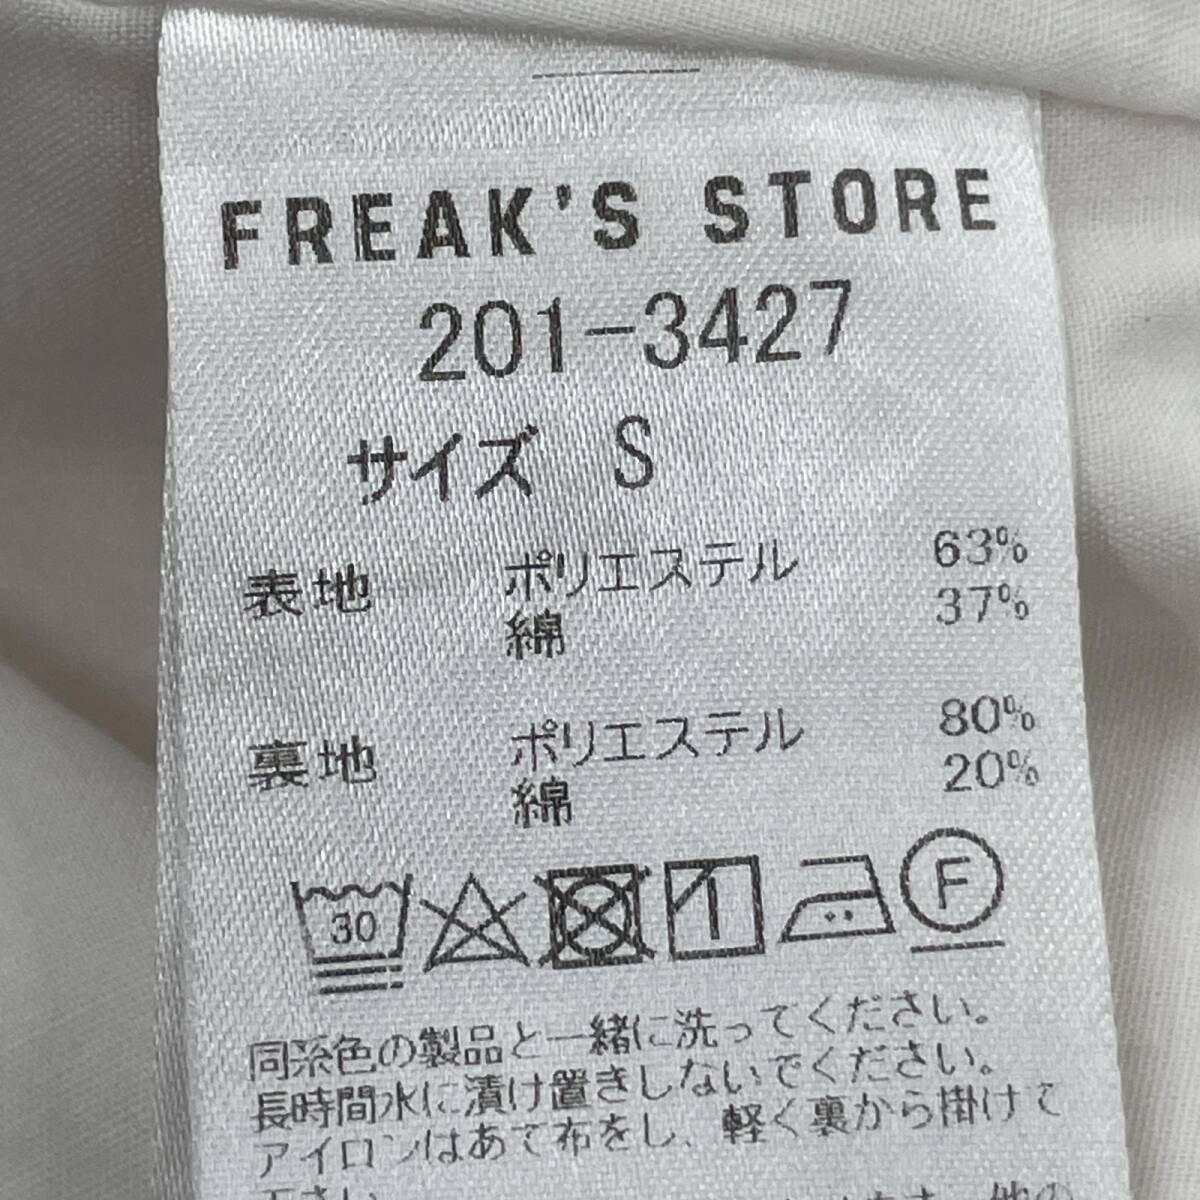 FREAK'S STORE
201-3427
サイズ S
表地 ポリエステル 63%
綿 37%
裏地 ポリエステル 80%
綿 20%
30 F
同系色の製品と一緒に洗ってください。
長時間水に漬け置きしないでください。
アイロンはあて布をし、軽く裏から掛けて
下さい